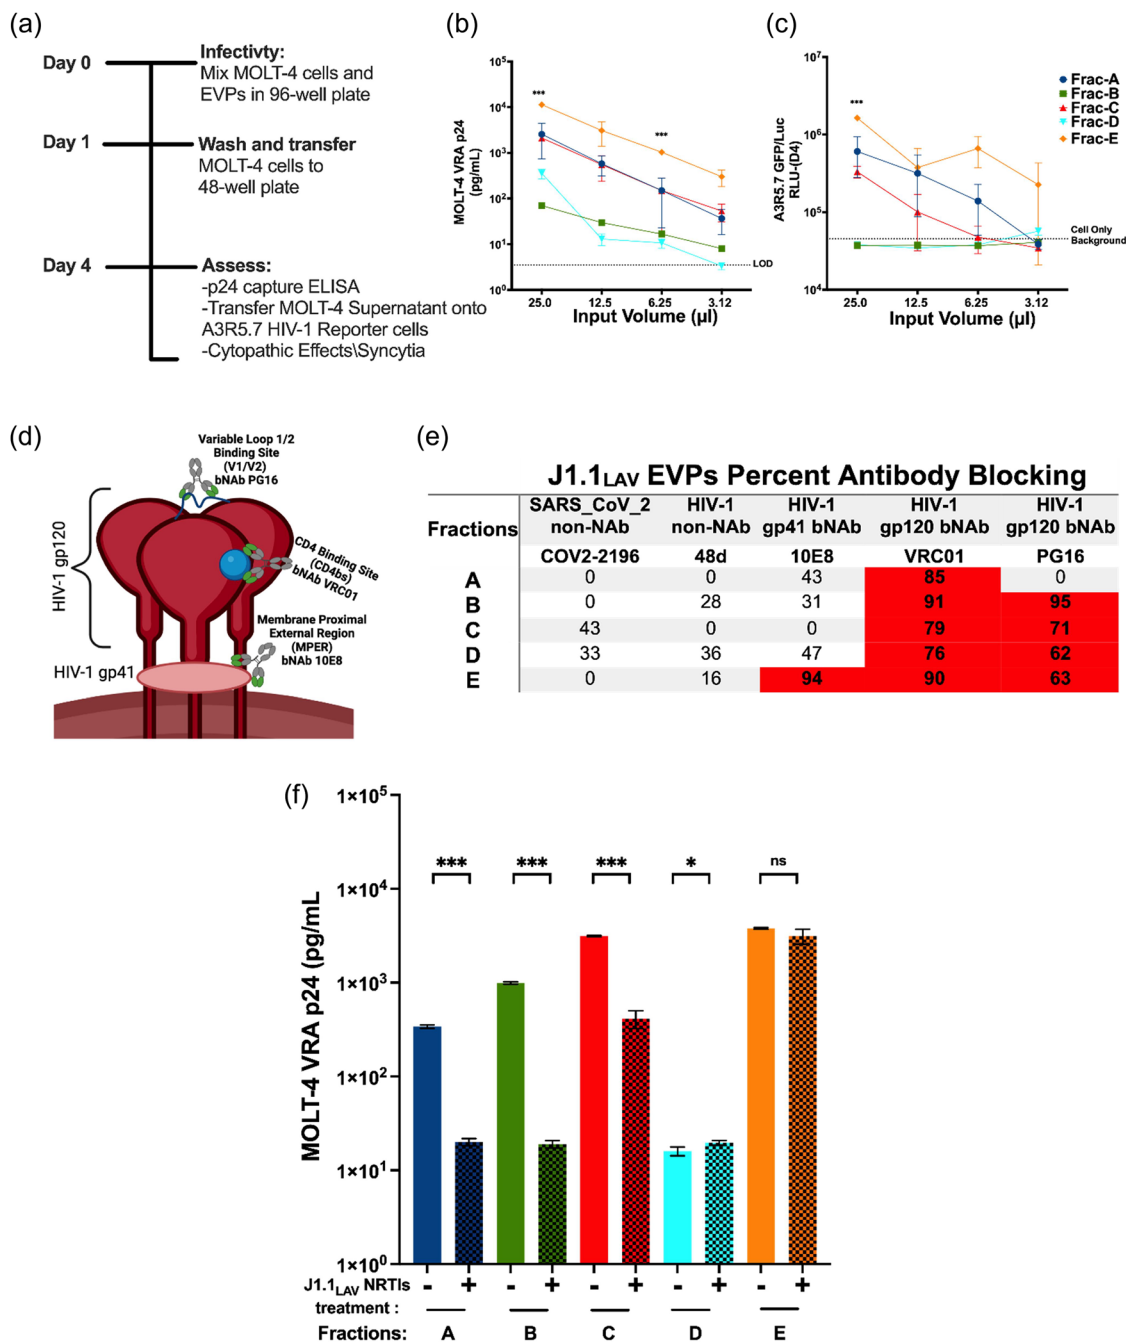 (a)
Day 0
Infectivty:
Mix MOLT-4 cells and
EVPs in 96-well plate
Day 1
Wash and transfer
MOLT-4 cells to
48-well plate
Day 4
Assess:
-p24 capture ELISA
-Transfer MOLT-4 Supernatant onto
A3R5.7 HIV-1 Reporter cells
-Cytopathic Effects\Syncytia
(b)
MOLT-4 VRA p24
(pg/mL)
10⁵
10⁴
10³
10²
10¹
10⁰
***
***
LOD
25.0 12.5 6.25 3.12
Input Volume (µl)
(c)
A3R5.7 GFP/Luc
RLU-(D4)
10⁷
10⁶
10⁵
10⁴
***
Cell Only
Background
25.0 12.5 6.25 3.12
Input Volume (µl)
Frac-A
Frac-B
Frac-C
Frac-D
Frac-E
(d)
Variable Loop 1/2
Binding Site
(V1/V2)
bNAb PG16
HIV-1 gp120
CD4 Binding Site
(CD4bs)
bNAb VRC01
Membrane Proximal
External Region
(MPER)
bNAb 10E8
HIV-1 gp41
(e)
J1.1LAV EVPs Percent Antibody Blocking
Fractions
SARS_CoV_2 HIV-1 HIV-1 HIV-1 HIV-1
non-NAb non-NAb gp41 bNAb gp120 bNAb gp120 bNAb
COV2-2196 48d 10E8 VRC01 PG16
A 0 0 43 85 0
B 0 28 31 91 95
C 43 0 0 79 71
D 33 36 47 76 62
E 0 16 94 90 63
(f)
MOLT-4 VRA p24 (pg/mL)
1×10⁵
1×10⁴
1×10³
1×10²
1×10¹
1×10⁰
*** *** *** * ns
J1.1LAV NRTIs - + - + - + - + - +
treatment :
Fractions: A B C D E